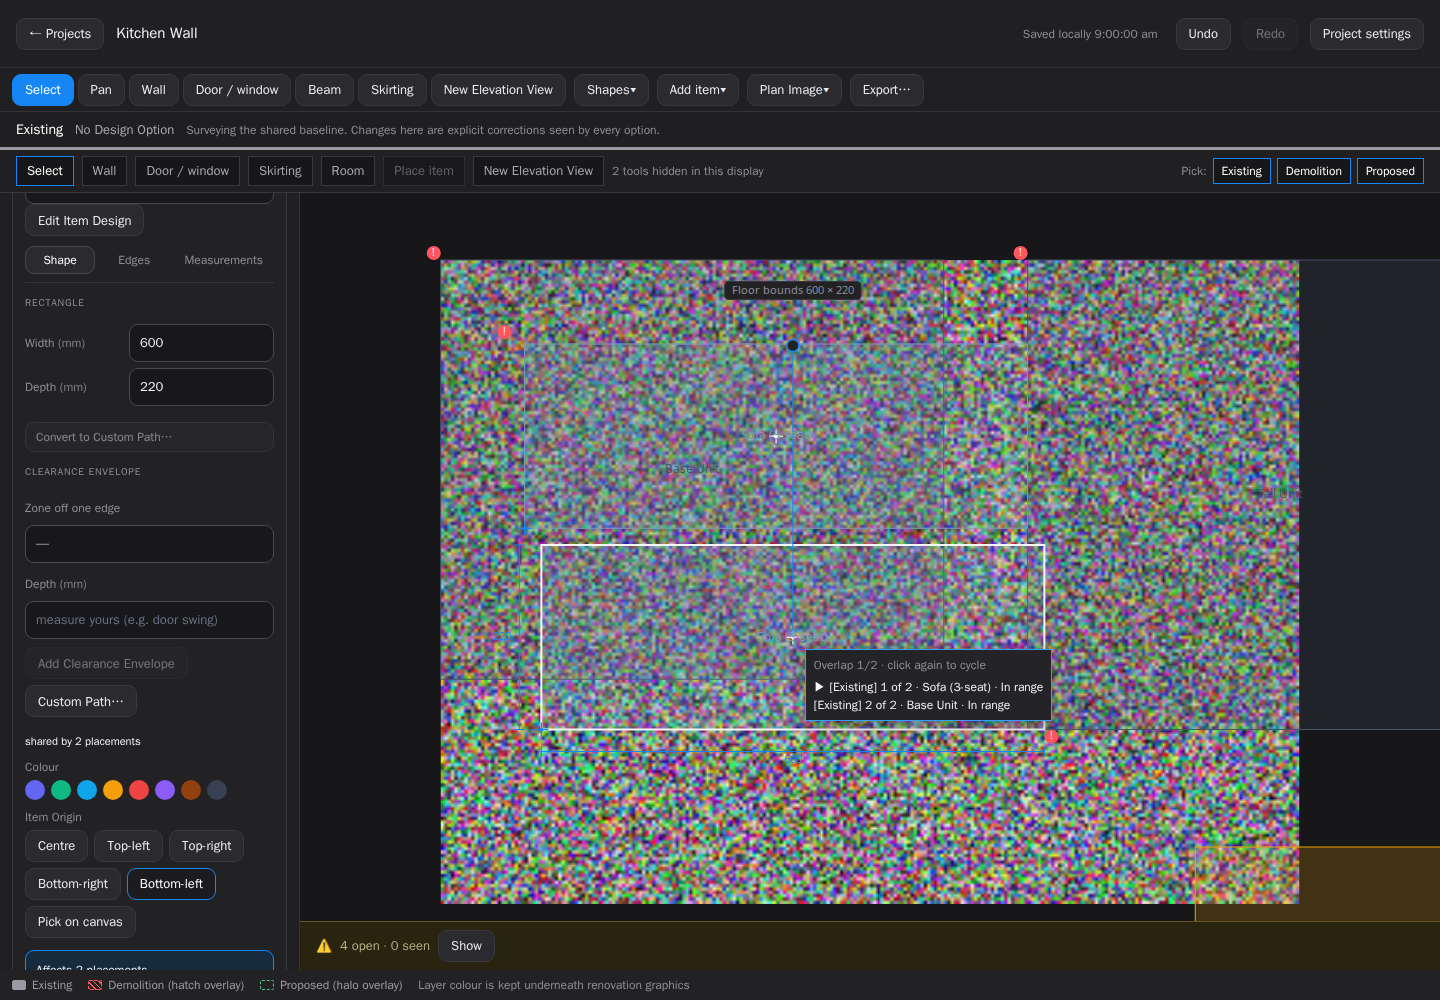 ← Projects
Kitchen Wall
Saved locally 9:00:00 am
Undo
Redo
Project settings
Select
Pan
Wall
Door / window
Beam
Skirting
New Elevation View
Shapes▾
Add item▾
Plan Image▾
Export⋯
Existing
No Design Option
Surveying the shared baseline. Changes here are explicit corrections seen by every option.
Select
Wall
Door / window
Skirting
Room
Place item
New Elevation View
2 tools hidden in this display
Pick:
Existing
Demolition
Proposed
Edit Item Design
Shape
Edges
Measurements
RECTANGLE
Width (mm)
600
Depth (mm)
220
Convert to Custom Path⋯
CLEARANCE ENVELOPE
Zone off one edge
—
Depth (mm)
measure yours (e.g. door swing)
Add Clearance Envelope
Custom Path⋯
shared by 2 placements
Colour
Item Origin
Centre
Top-left
Top-right
Bottom-right
Bottom-left
Pick on canvas
Affects 2 placements
!
!
Floor bounds 600 × 220
!
Base Unit
Overlap 1/2 · click again to cycle
▶ [Existing] 1 of 2 · Sofa (3-seat) · In range
[Existing] 2 of 2 · Base Unit · In range
!
4 open · 0 seen
Show
Existing
Demolition (hatch overlay)
Proposed (halo overlay)
Layer colour is kept underneath renovation graphics